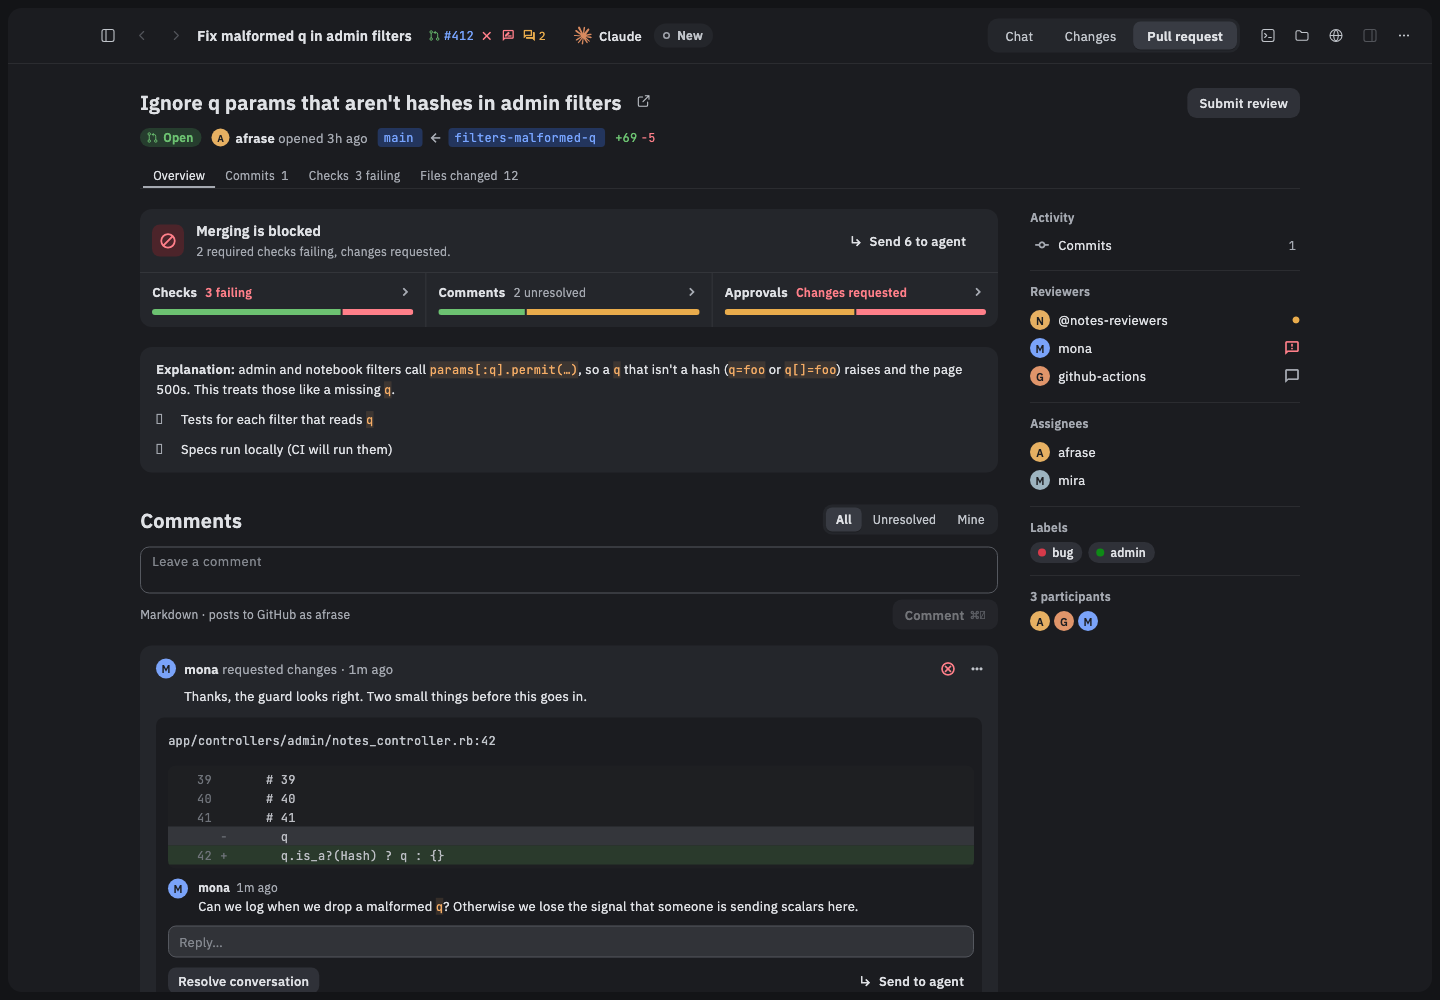 Fix malformed q in admin filters #412 2 Claude New Chat Changes Pull request
Ignore q params that aren't hashes in admin filters
Submit review
Open A afrase opened 3h ago main ← filters-malformed-q +69 -5
Overview Commits 1 Checks 3 failing Files changed 12
Merging is blocked
2 required checks failing, changes requested.
Send 6 to agent
Checks 3 failing
Comments 2 unresolved
Approvals Changes requested
Explanation: admin and notebook filters call params[:q].permit(…), so a q that isn't a hash (q=foo or q[]=foo) raises and the page
500s. This treats those like a missing q.
Tests for each filter that reads q
Specs run locally (CI will run them)
Comments
All Unresolved Mine
Leave a comment
Markdown · posts to GitHub as afrase
Comment ⌘
M mona requested changes · 1m ago
Thanks, the guard looks right. Two small things before this goes in.
app/controllers/admin/notes_controller.rb:42
39 # 39
40 # 40
41 # 41
- q
42 + q.is_a?(Hash) ? q : {}
M mona 1m ago
Can we log when we drop a malformed q? Otherwise we lose the signal that someone is sending scalars here.
Reply...
Resolve conversation
Send to agent
Activity
Commits 1
Reviewers
N @notes-reviewers
M mona
G github-actions
Assignees
A afrase
M mira
Labels
bug admin
3 participants
A G M